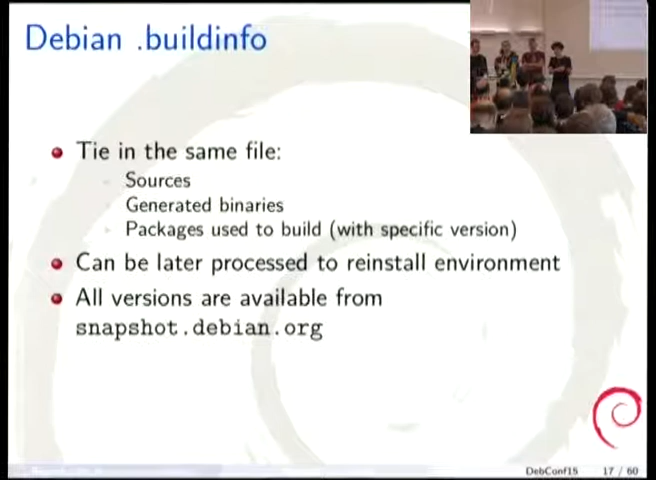 Debian .buildinfo
Tie in the same file:
Sources
Generated binaries
Packages used to build (with specific version)
Can be later processed to reinstall environment
All versions are available from
snapshot.debian.org
DebConf15
17 / 60